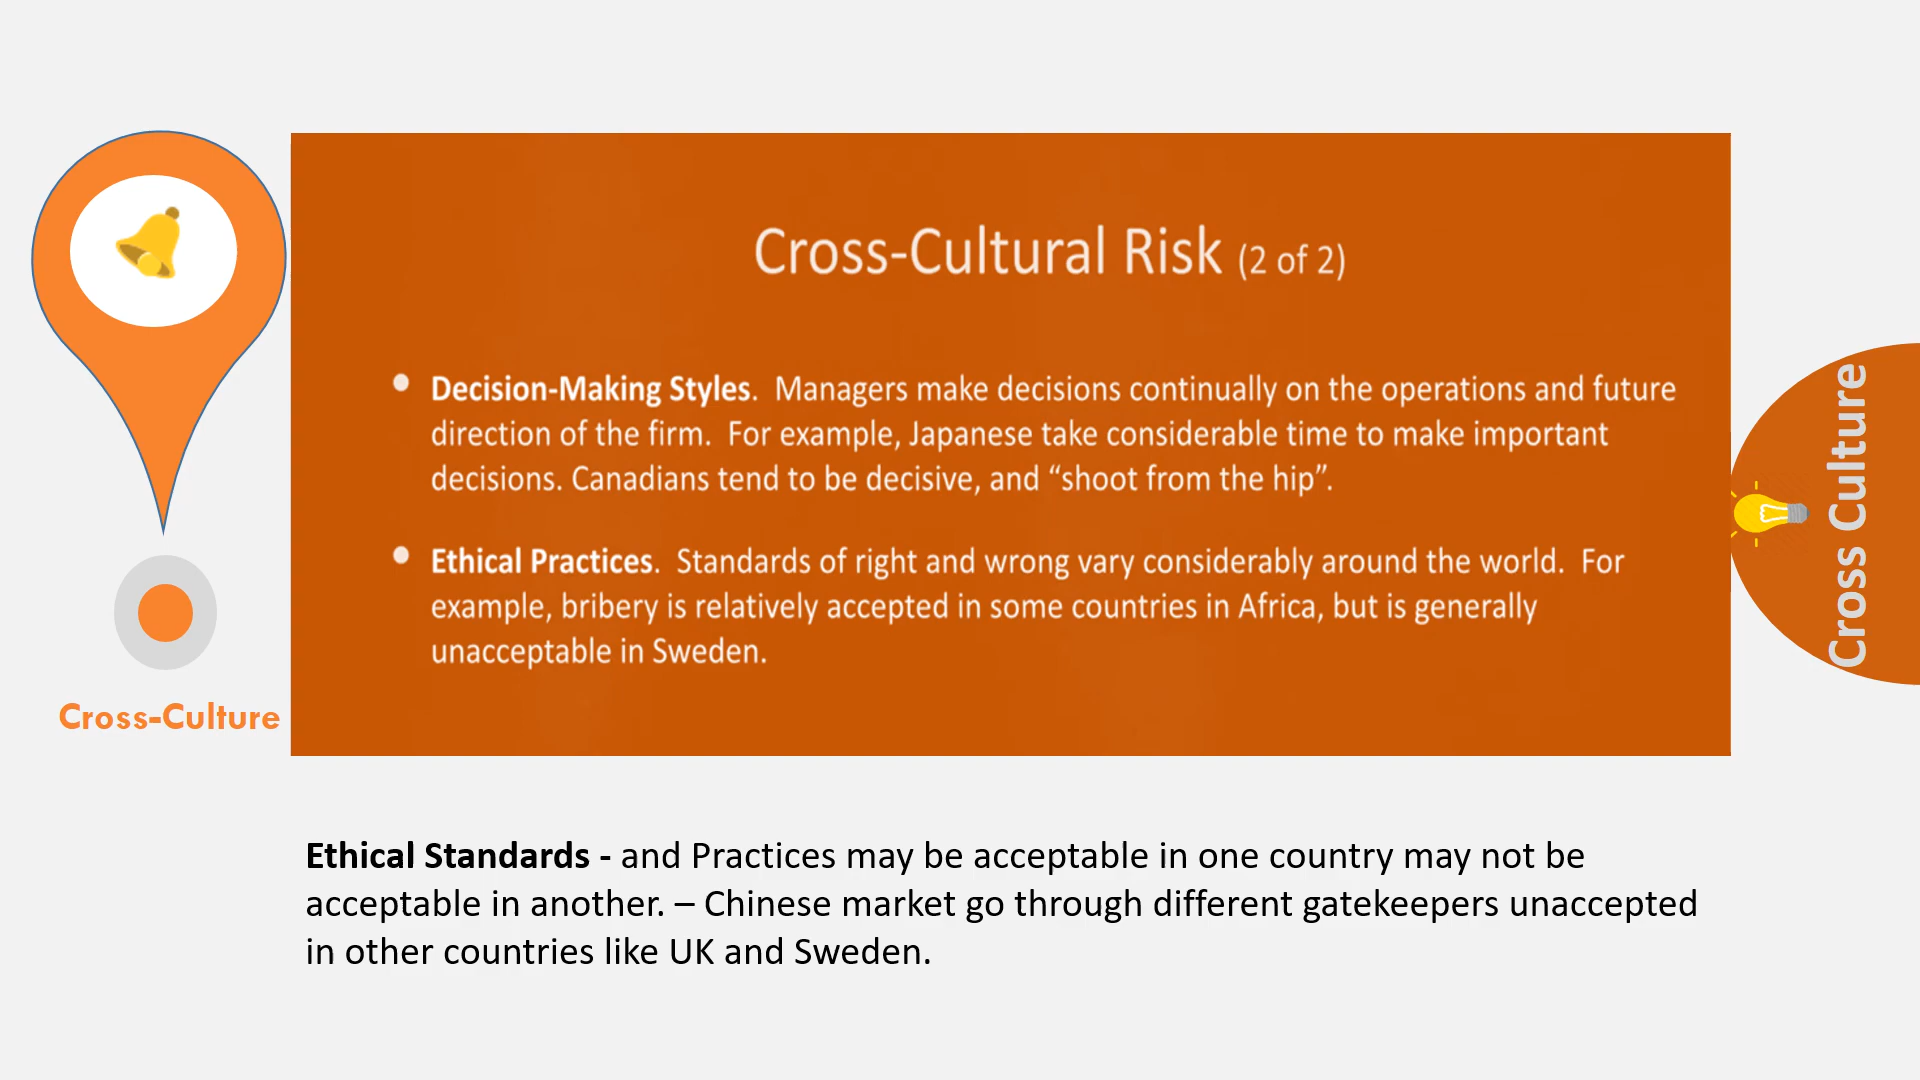 Cross-Cultural Risk (2 of 2)
• Decision-Making Styles.  Managers make decisions continually on the operations and future
direction of the firm.  For example, Japanese take considerable time to make important
decisions. Canadians tend to be decisive, and “shoot from the hip”.
• Ethical Practices.  Standards of right and wrong vary considerably around the world.  For
example, bribery is relatively accepted in some countries in Africa, but is generally
unacceptable in Sweden.
Cross-Culture
Cross Culture
Ethical Standards - and Practices may be acceptable in one country may not be
acceptable in another. – Chinese market go through different gatekeepers unaccepted
in other countries like UK and Sweden.